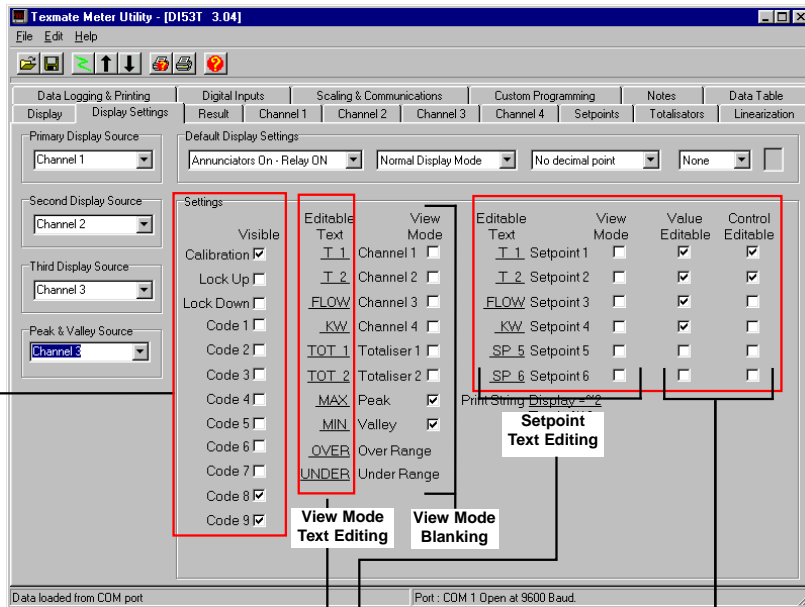 Texmate Meter Utility - [DI53T 3.04]
File Edit Help
Data Logging & Printing Digital Inputs Scaling & Communications Custom Programming Notes Data Table
Display Display Settings Result Channel 1 Channel 2 Channel 3 Channel 4 Setpoints Totalisators Linearization
Primary Display Source
Channel 1
Default Display Settings
Annunciators On - Relay ON Normal Display Mode No decimal point None
Second Display Source
Channel 2
Third Display Source
Channel 3
Peak & Valley Source
Channel 3
Settings
Visible
Calibration
Lock Up
Lock Down
Code 1
Code 2
Code 3
Code 4
Code 5
Code 6
Code 7
Code 8
Code 9
Editable Text View Mode
T 1 Channel 1
T 2 Channel 2
FLOW Channel 3
KW Channel 4
TOT 1 Totaliser 1
TOT 2 Totaliser 2
MAX Peak
MIN Valley
OVER Over Range
UNDER Under Range
Editable Text View Mode Value Editable Control Editable
T 1 Setpoint 1
T 2 Setpoint 2
FLOW Setpoint 3
KW Setpoint 4
SP 5 Setpoint 5
SP 6 Setpoint 6
Print String Display =~2
Setpoint
Text Editing
View Mode
Text Editing
View Mode
Blanking
Data loaded from COM port
Port : COM 1 Open at 9600 Baud.